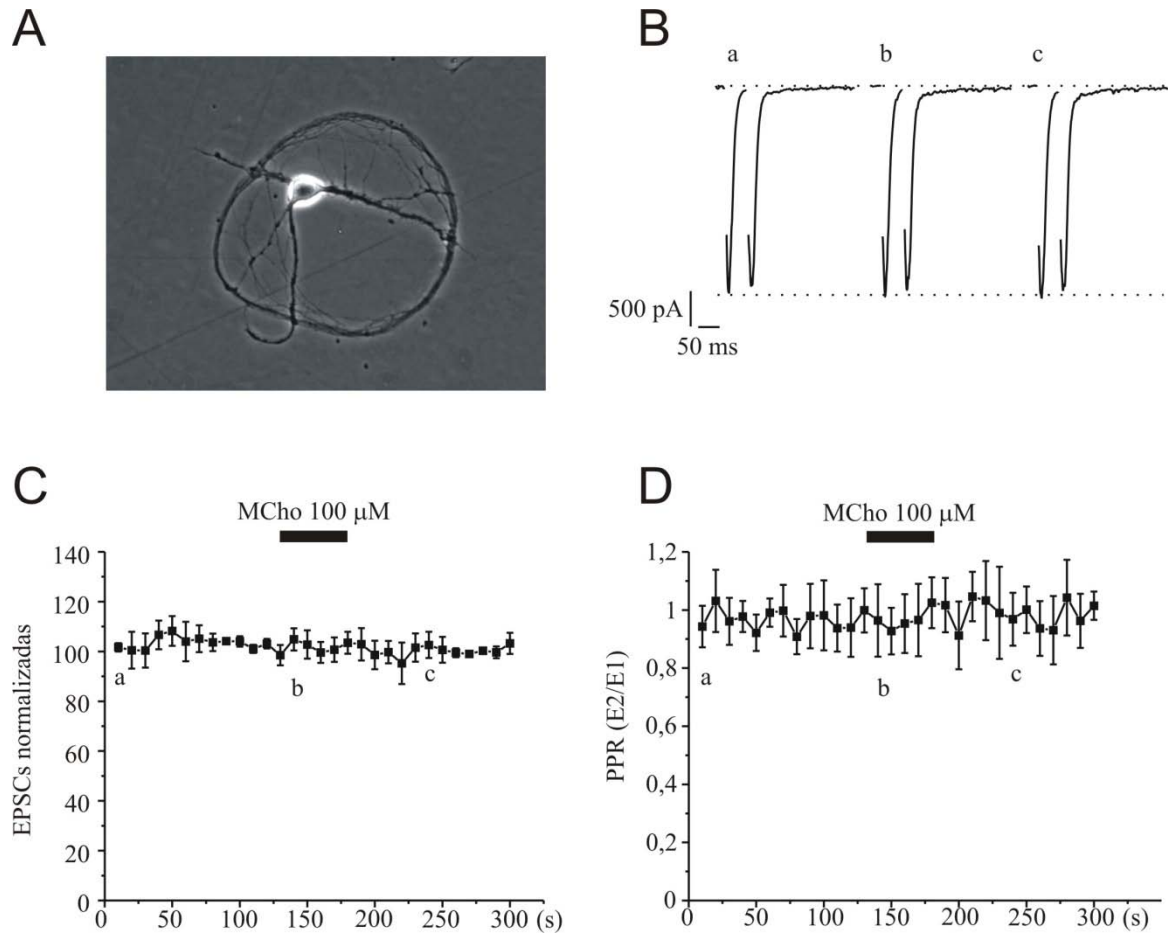 A
B
a b c
500 pA
50 ms
C
MCho 100 µM
EPSCs normalizadas
140
120
100
80
60
40
20
0
a
b
c
0 50 100 150 200 250 300 (s)
D
MCho 100 µM
PPR (E2/E1)
1,2
1
0,8
0,6
0,4
0,2
0
a
b
c
0 50 100 150 200 250 300 (s)